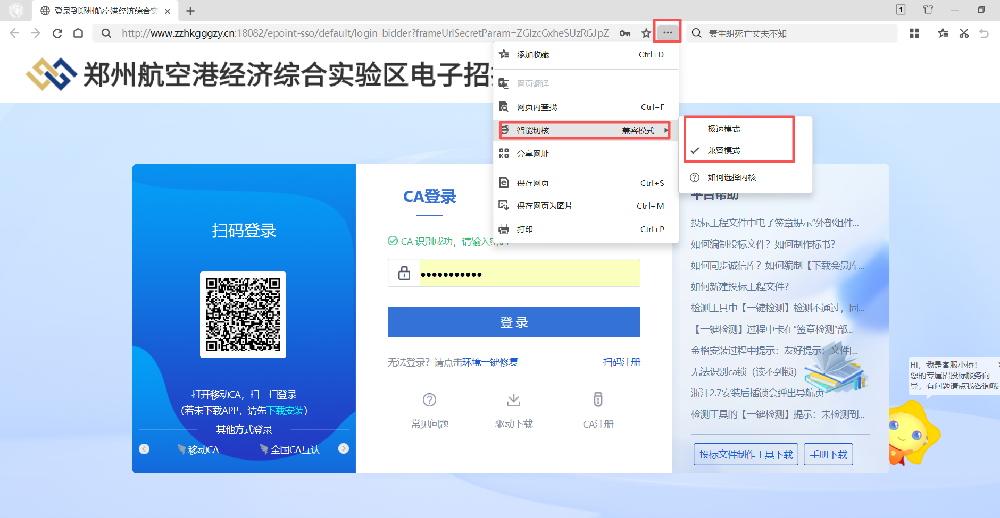 登录到郑州航空港经济综合实
1
http://www.zzhkgggzy.cn:18082/epoint-sso/default/login_bidder?frameUrlSecretParam=ZGlzcGxheSUzRGJpZ
妻生蛆死亡丈夫不知
郑州航空港经济综合实验区电子招
添加收藏 Ctrl+D
网页翻译
网页内查找 Ctrl+F
智能切核 兼容模式
分享网址
保存网页 Ctrl+S
保存网页为图片 Ctrl+M
打印 Ctrl+P
极速模式
兼容模式
如何选择内核
扫码登录
打开移动CA，扫一扫登录
(若未下载APP，请先下载安装)
其他方式登录
移动CA 全国CA互认
CA登录
CA 识别成功，请输入密码
登录
无法登录？请点击环境一键修复 扫码注册
常见问题 驱动下载 CA注册
平台帮助
投标工程文件中电子签章提示“外部组件...
如何编制投标文件？如何制作标书？
如何同步诚信库？如何编制【下载会员库...
如何新建投标工程文件？
检测工具中【一键检测】检测不通过，同...
【一键检测】过程中卡在“签章检测”部...
金格安装过程中提示：友好提示：文件[...
无法识别ca锁（读不到锁）
浙江2.7安装后插锁会弹出导航页
检测工具的【一键检测】提示：未检测到...
投标文件制作工具下载 手册下载
HI，我是客服小桥！
您的专属招投标服务向
导，有问题请点我咨询哦~